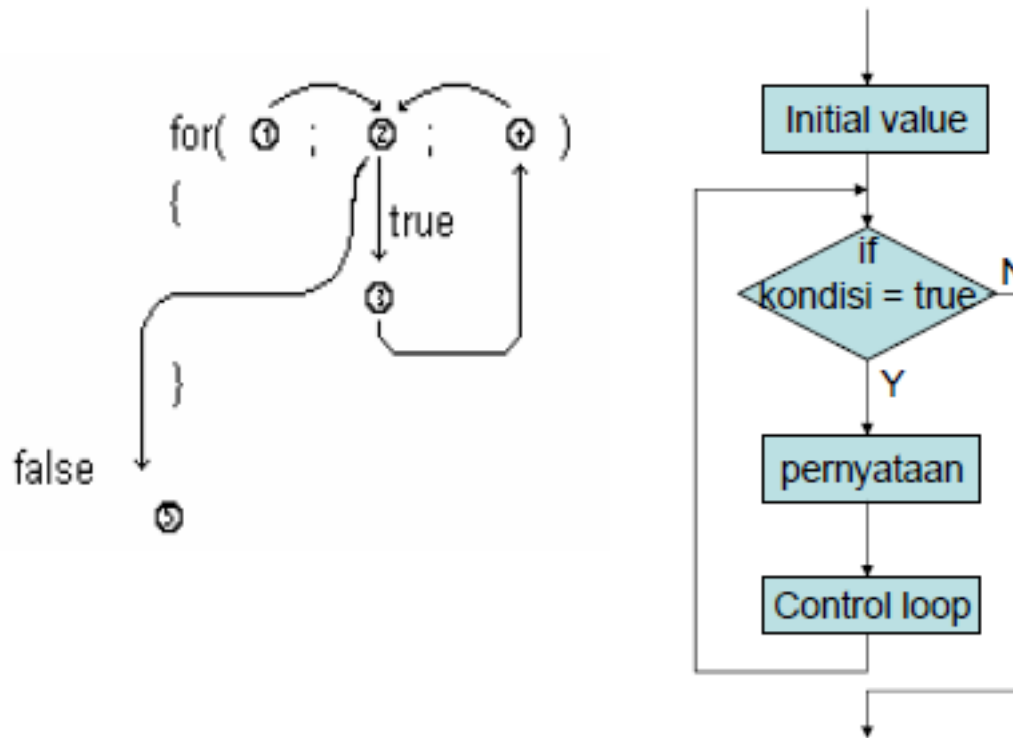 for( ① ; ② ; ④ )
{
true
③
}
false
⑤
Initial value
if
kondisi = true
N
Y
pernyataan
Control loop